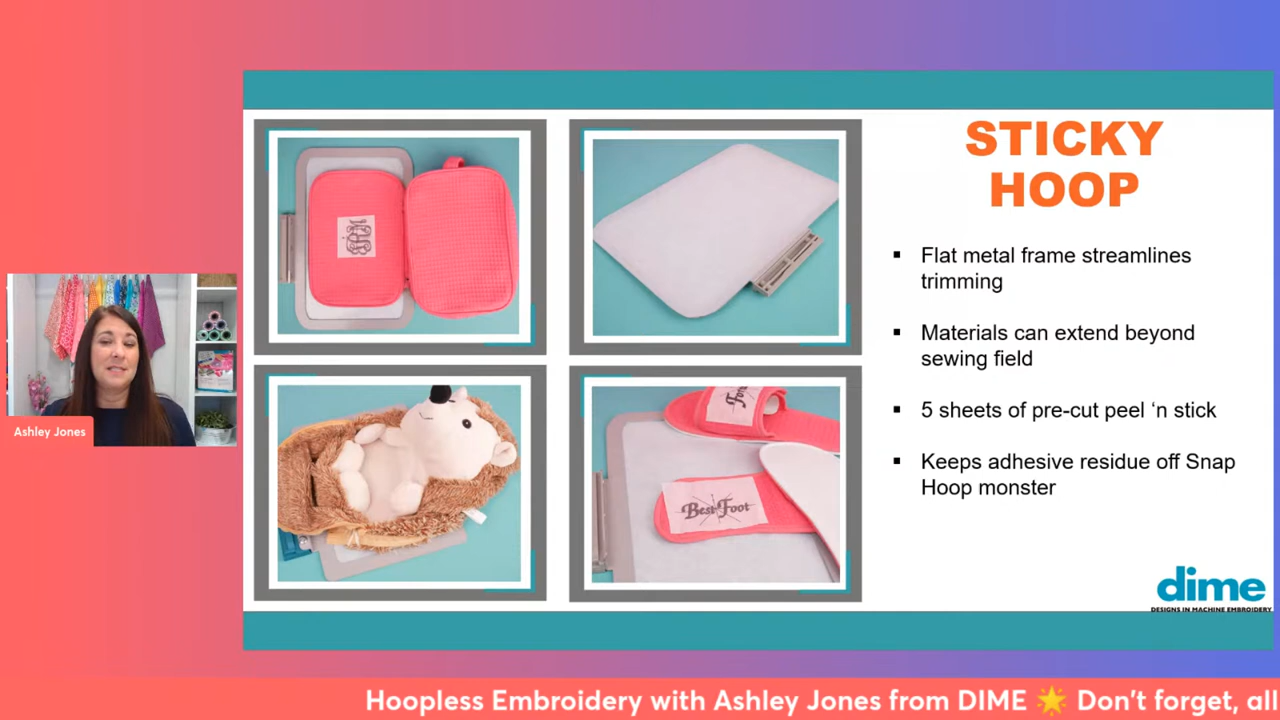 STICKY
HOOP
▪ Flat metal frame streamlines
trimming
▪ Materials can extend beyond
sewing field
▪ 5 sheets of pre-cut peel ‘n stick
▪ Keeps adhesive residue off Snap
Hoop monster
Best Foot
Ashley Jones
dime
DESIGNS IN MACHINE EMBROIDERY
Hoopless Embroidery with Ashley Jones from DIME 🌟 Don't forget, all